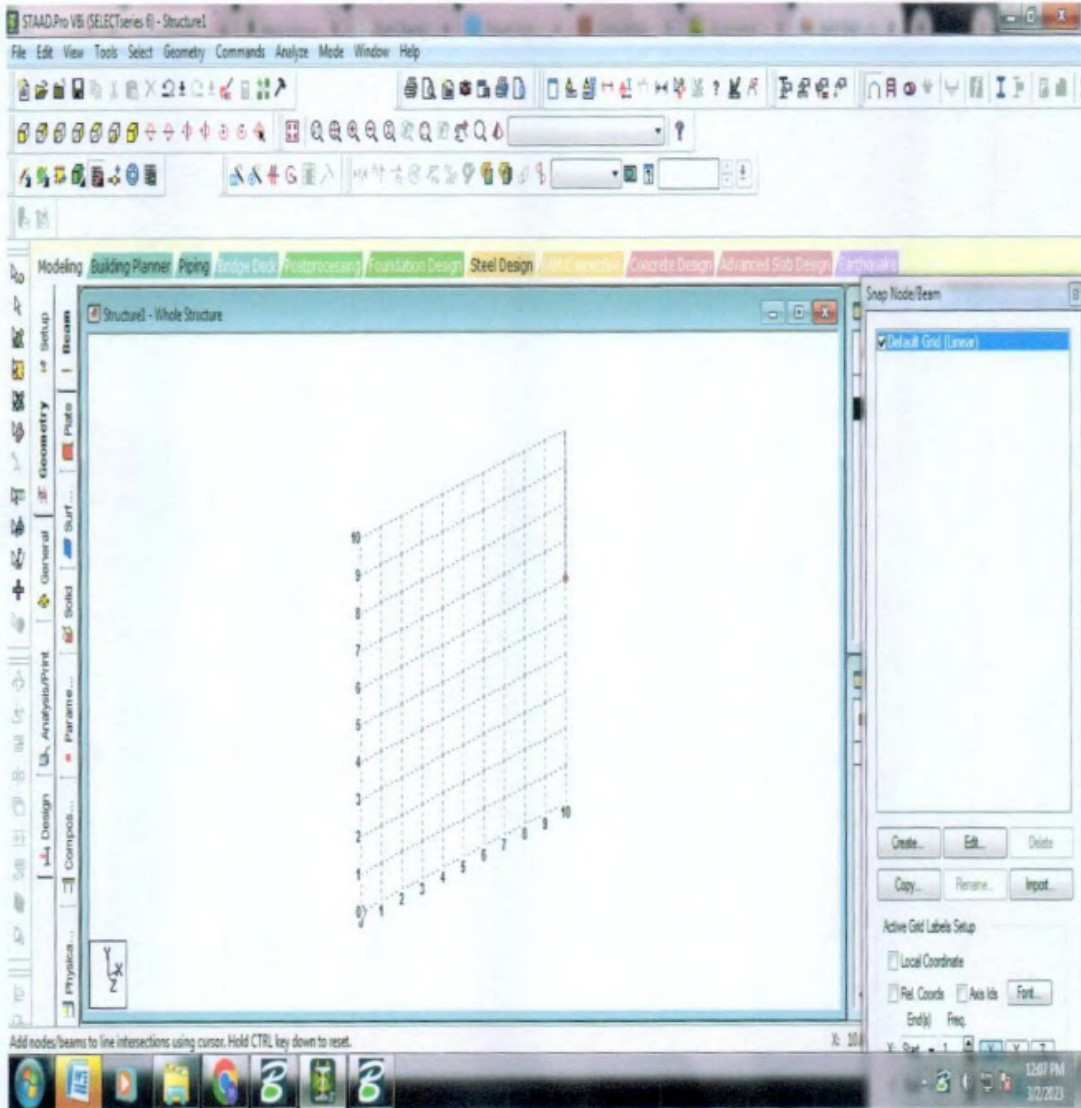 STAAD.Pro V8i (SELECTseries 6) - Structure1
File Edit View Tools Select Geometry Commands Analyze Mode Window Help
Modeling Building Planner Piping Bridge Deck Postprocessing Foundation Design Steel Design RAM Connection Concrete Design Advanced Slab Design Earthquake
Setup
Geometry
General
Analysis/Print
Design
Beam
Plate
Surf...
Solid
Parame...
Compos...
Physica...
Structure1 - Whole Structure
10
9
8
7
6
5
4
3
2
1
0
1 2 3 4 5 6 7 8 9 10
Y
X
Z
Snap Node/Beam
Default Grid (Linear)
Create... Edit... Delete
Copy... Rename... Import...
Active Grid Labels Setup
Local Coordinate
Rel. Coords Axis Ids Font...
End(s) Freq.
X: Start 1 X Y Z
Add nodes/beams to line intersections using cursor. Hold CTRL key down to reset.
X: 10.
12:07 PM
3/2/2023